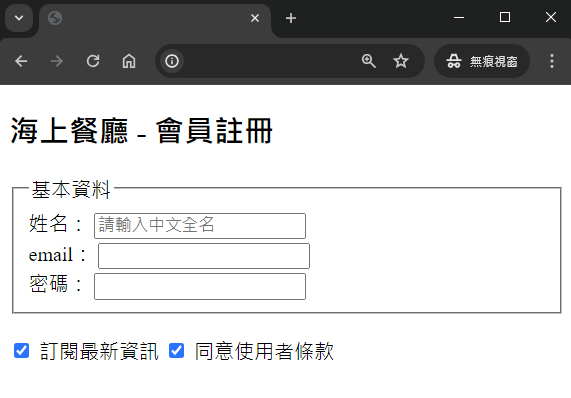 無痕視窗
海上餐廳 - 會員註冊
基本資料
姓名： 請輸入中文全名
email：
密碼：
訂閱最新資訊 同意使用者條款